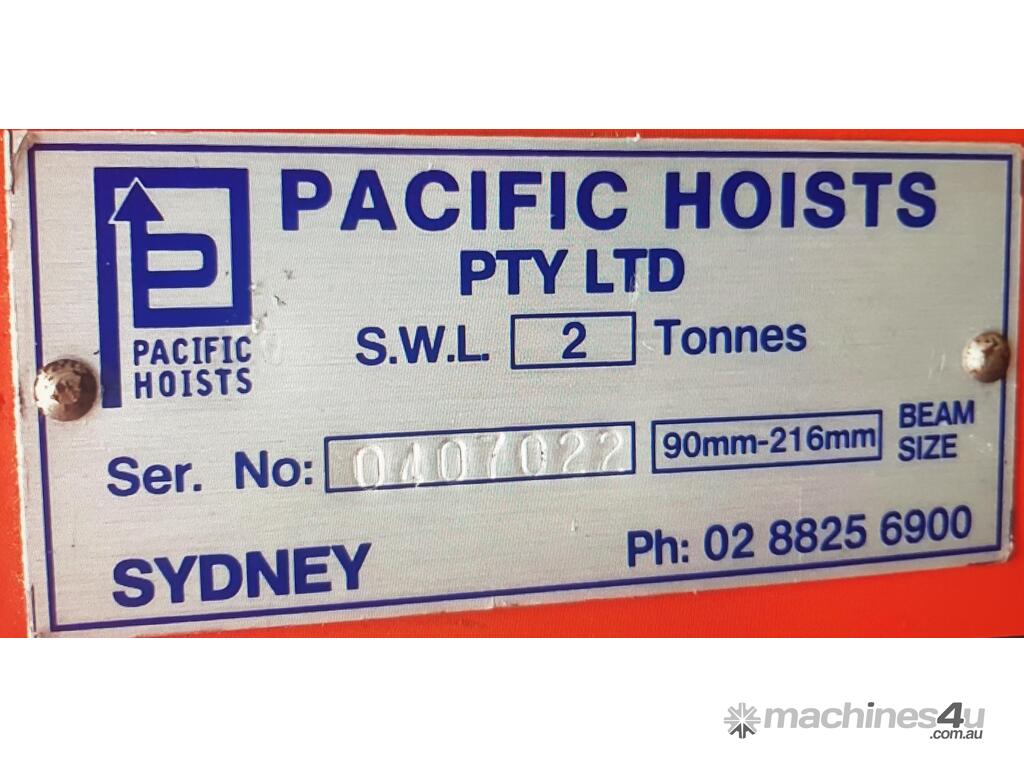 PACIFIC HOISTS
PTY LTD
PACIFIC
HOISTS
S.W.L. 2 Tonnes
Ser. No: 0407022 90mm-216mm BEAM
SIZE
SYDNEY Ph: 02 8825 6900
machines4u
.com.au